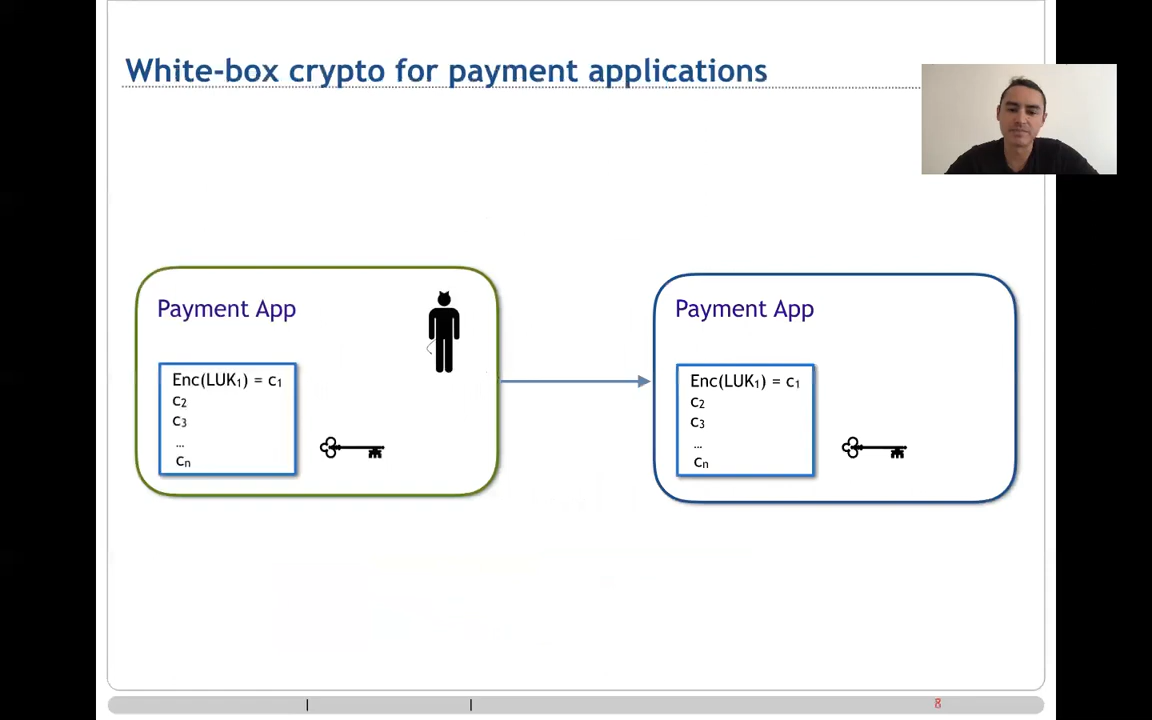 White-box crypto for payment applications
Payment App
Enc(LUK₁) = c₁
c₂
c₃
...
cₙ
Payment App
Enc(LUK₁) = c₁
c₂
c₃
...
cₙ
8